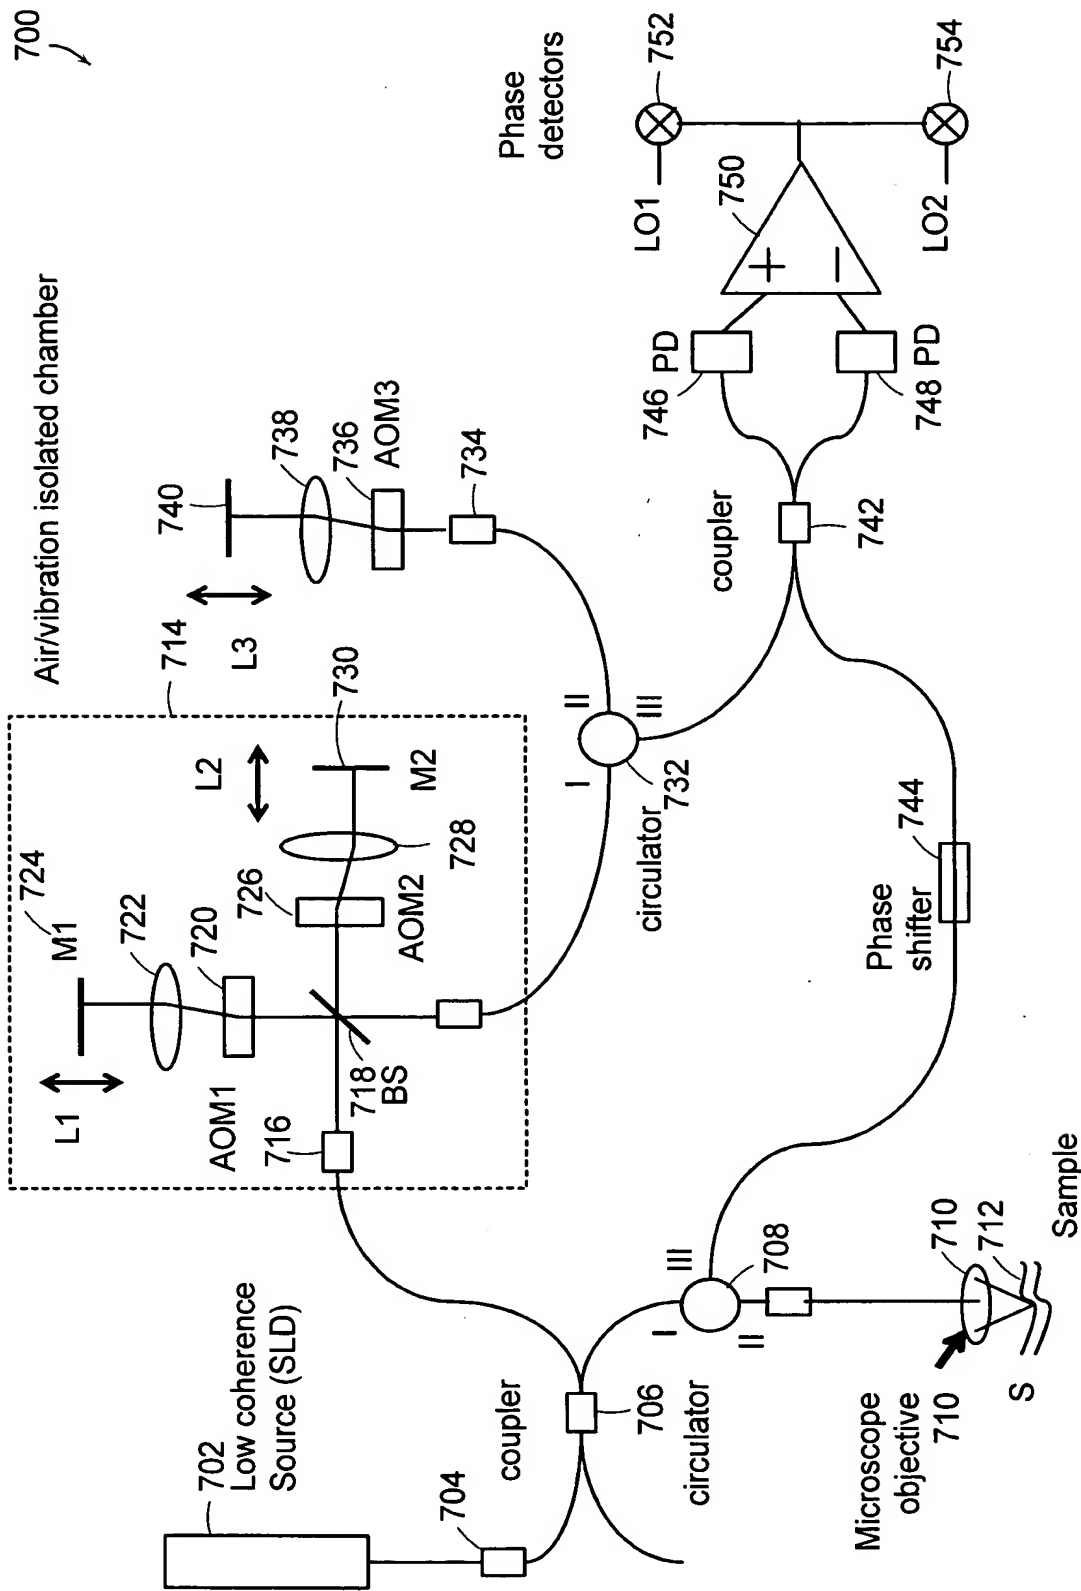 700
Air/vibration isolated chamber
714
724
M1
722
720
L1
AOM1
716
718
BS
726
AOM2
L2
728
730
M2
740
738
736
AOM3
L3
734
I
II
III
732
circulator
Phase
detectors
752
LO1
750
754
LO2
+
−
PD
746
PD
748
coupler
742
744
Phase
shifter
702
Low coherence
Source (SLD)
704
coupler
706
circulator
I
II
III
708
710
712
Microscope
objective
710
S
Sample